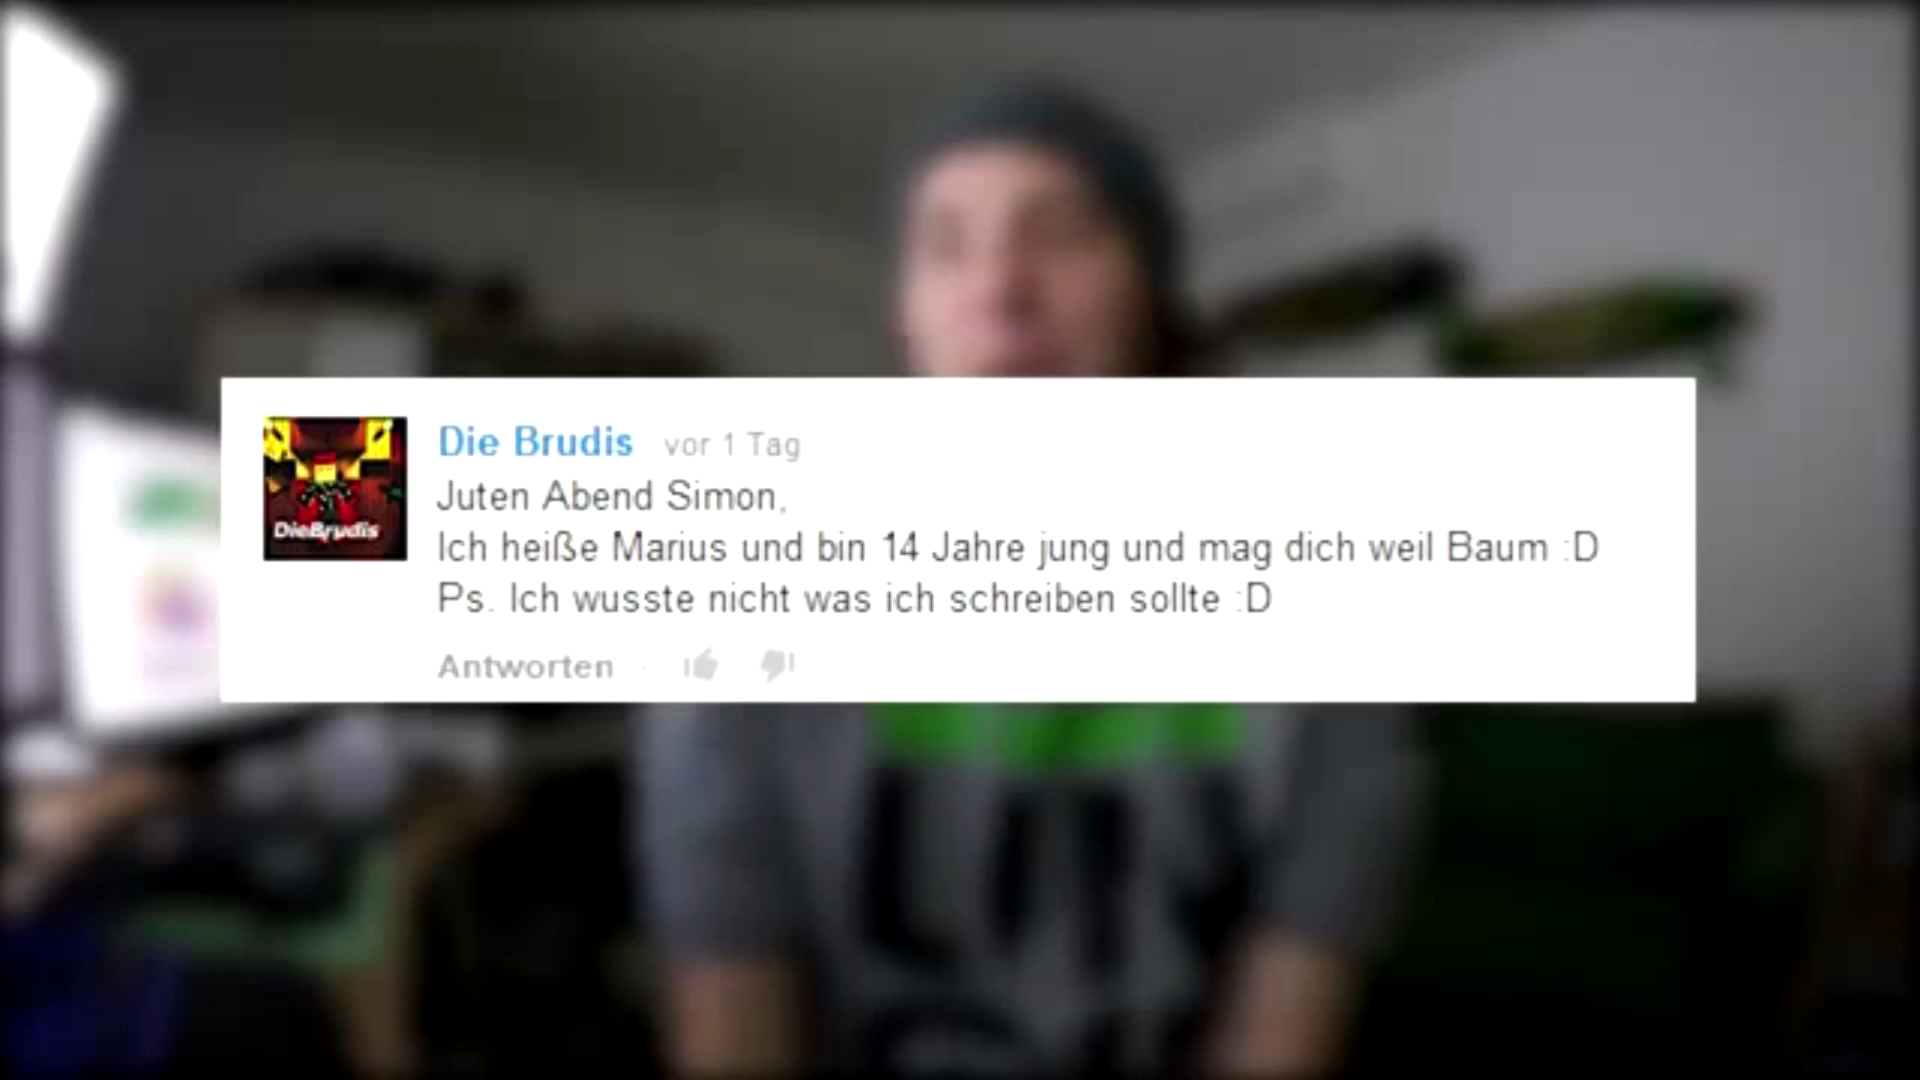 Die Brudis vor 1 Tag
Juten Abend Simon,
Ich heiße Marius und bin 14 Jahre jung und mag dich weil Baum :D
Ps. Ich wusste nicht was ich schreiben sollte :D
DieBrudis
Antworten